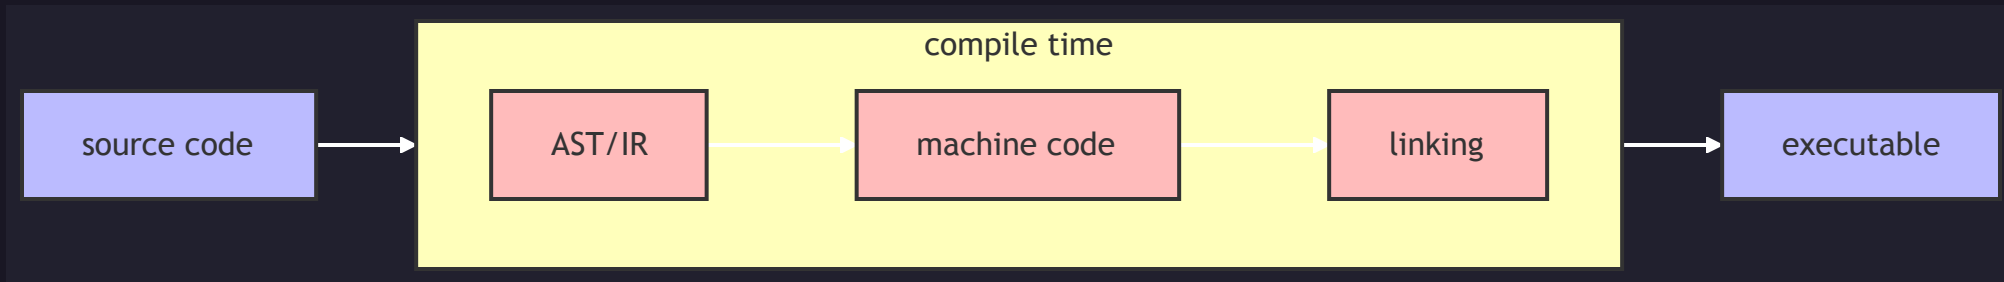 compile time
source code
AST/IR
machine code
linking
executable